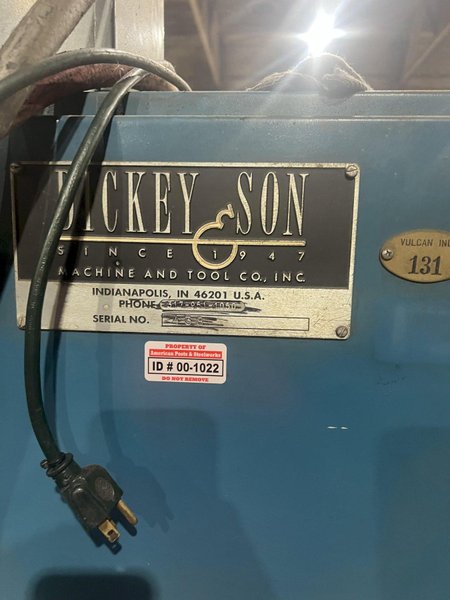 DICKEY & SON
SINCE 1947
MACHINE AND TOOL CO., INC.
INDIANAPOLIS, IN 46201 U.S.A.
PHONE
SERIAL NO.
VULCAN
131
PROPERTY OF
American Posts & Steelworks
ID # 00-1022
DO NOT REMOVE